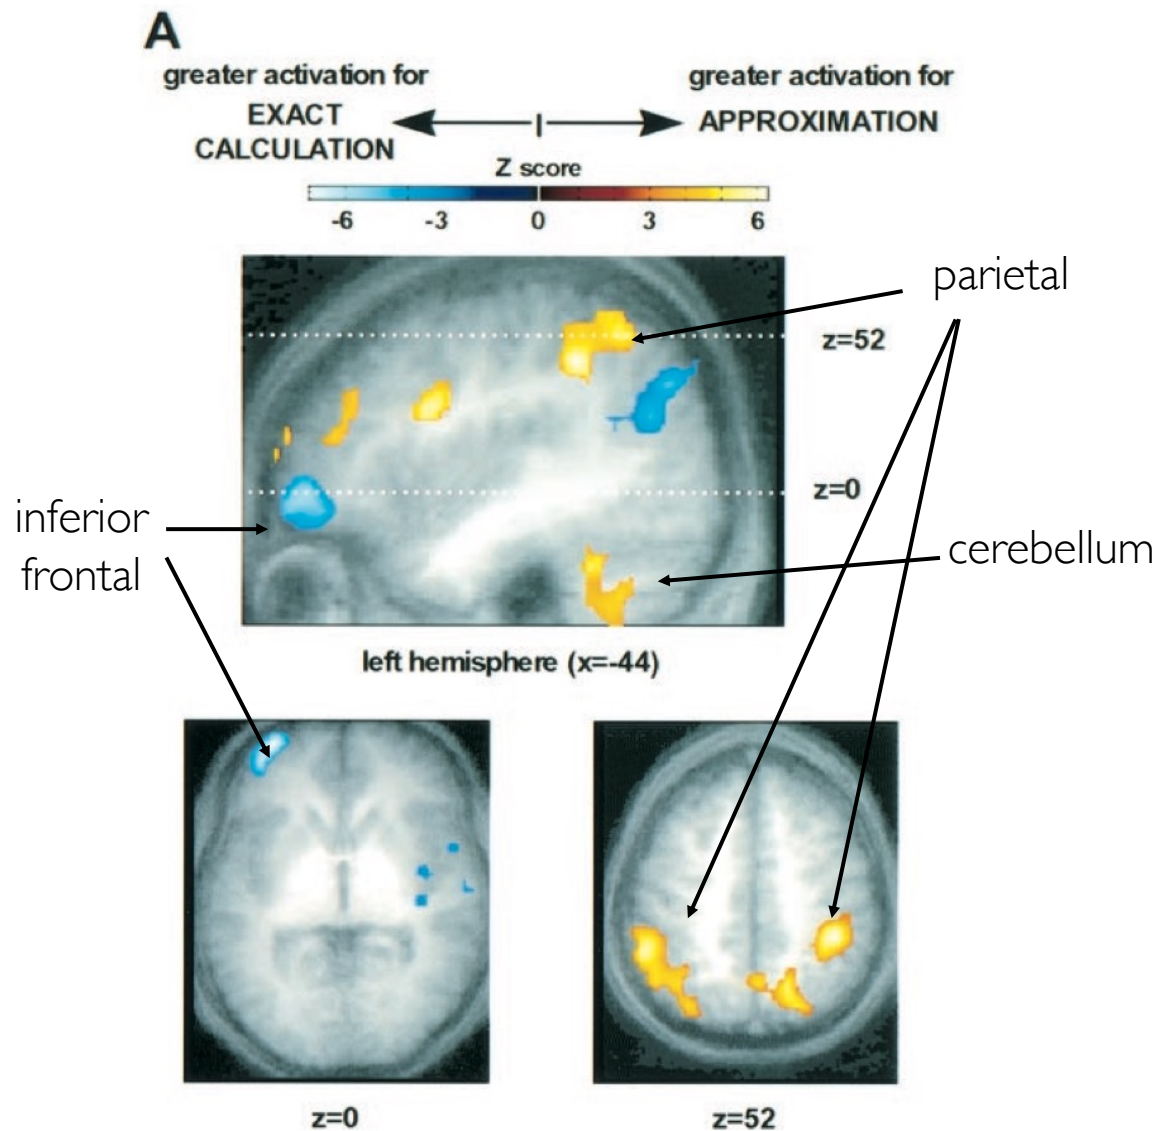 A
greater activation for
EXACT
CALCULATION
greater activation for
APPROXIMATION
Z score
-6 -3 0 3 6
parietal
z=52
z=0
inferior
frontal
cerebellum
left hemisphere (x=-44)
z=0
z=52